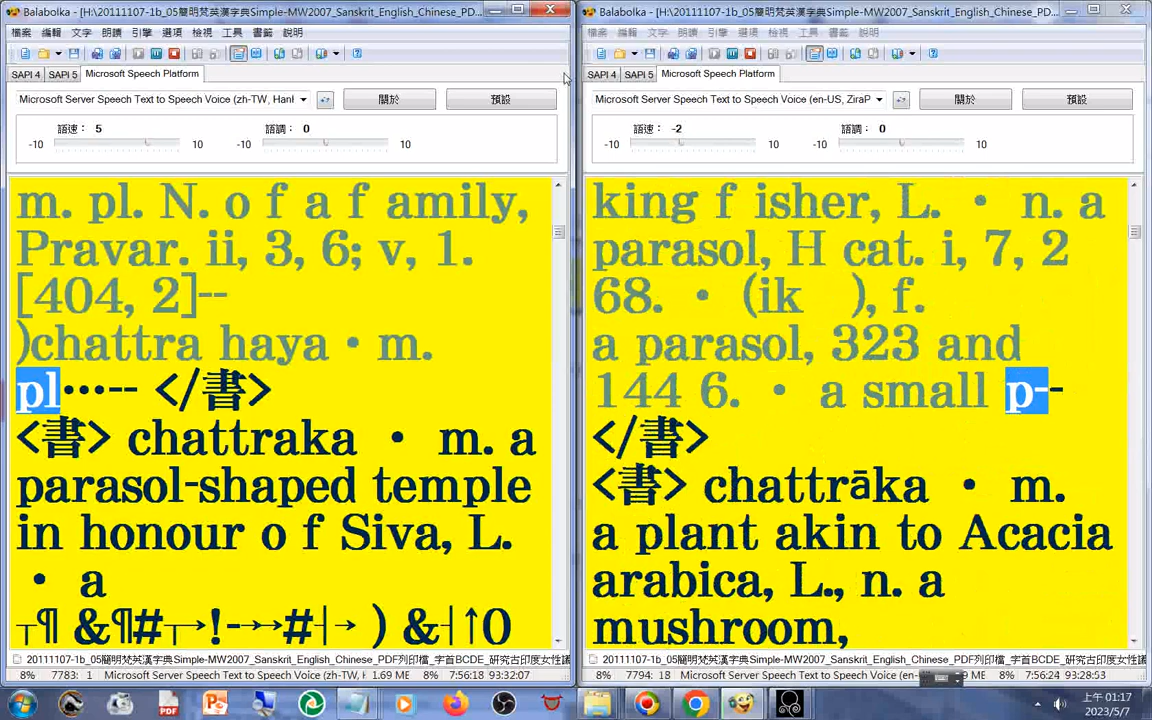 Balabolka - [H:\20111107-1b_05簡明梵英漢字典Simple-MW2007_Sanskrit_English_Chinese_PD...
檔案 編輯 文字 朗讀 引擎 選項 檢視 工具 書籤 說明
SAPI 4 SAPI 5 Microsoft Speech Platform
Microsoft Server Speech Text to Speech Voice (zh-TW, HanH
關於 預設
語速: 5 語調: 0
-10 10 -10 10
m. pl. N. o f a f amily,
Pravar. ii, 3, 6; v, 1.
[404, 2]--
)chattra haya • m.
pl•••-- </書>
<書> chattraka • m. a
parasol-shaped temple
in honour o f Siva, L.
• a
┬¶ &¶#┬→!-→→#┤→ ) &┤↑0
20111107-1b_05簡明梵英漢字典Simple-MW2007_Sanskrit_English_Chinese_PDF列印檔_字首BCDE_研究古印度女性議
8% 7783: 1 Microsoft Server Speech Text to Speech Voice (zh-TW, H 1.69 ME 8% 7:56:18 93:32:07
Balabolka - [H:\20111107-1b_05簡明梵英漢字典Simple-MW2007_Sanskrit_English_Chinese_PD...
檔案 編輯 文字 朗讀 引擎 選項 檢視 工具 書籤 說明
SAPI 4 SAPI 5 Microsoft Speech Platform
Microsoft Server Speech Text to Speech Voice (en-US, ZiraP
關於 預設
語速: -2 語調: 0
-10 10 -10 10
king f isher, L. • n. a
parasol, H cat. i, 7, 2
68. • (ik ), f.
a parasol, 323 and
144 6. • a small p--
</書>
<書> chattrāka • m.
a plant akin to Acacia
arabica, L., n. a
mushroom,
20111107-1b_05簡明梵英漢字典Simple-MW2007_Sanskrit_English_Chinese_PDF列印檔_字首BCDE_研究古印度女性議
8% 7794: 18 Microsoft Server Speech Text to Speech Voice (en-US 8% 7:56:24 93:28:53
上午 01:17
2023/5/7